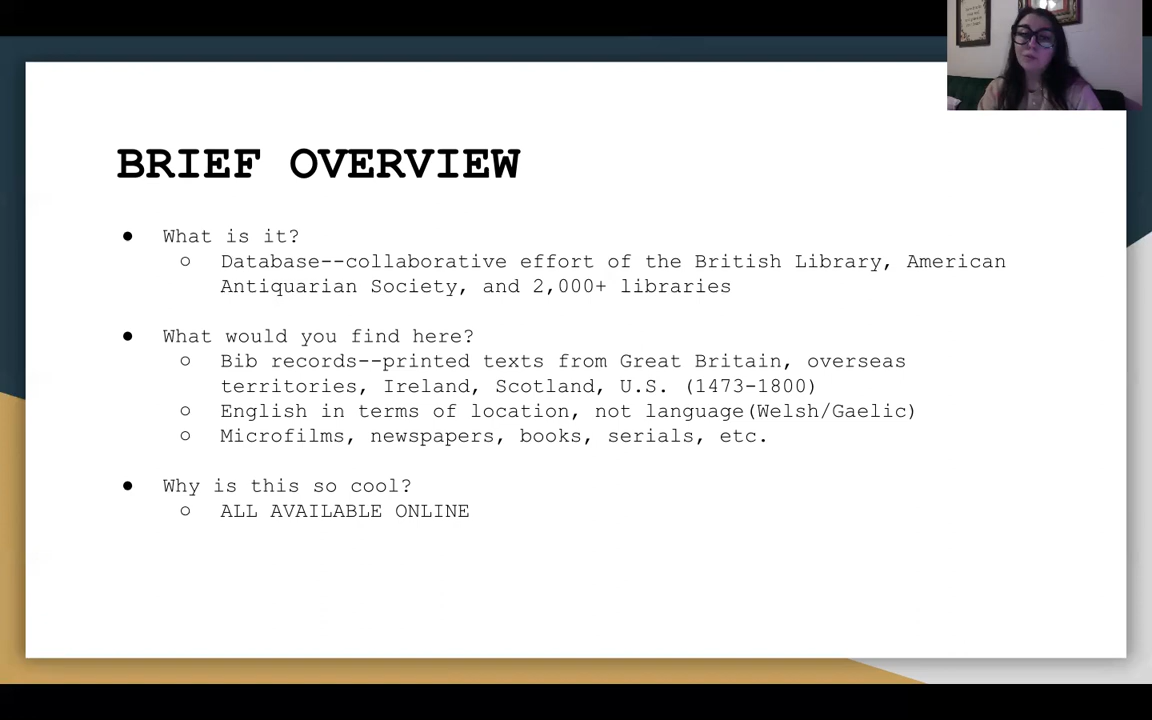 BRIEF OVERVIEW
● What is it?
○ Database--collaborative effort of the British Library, American
Antiquarian Society, and 2,000+ libraries
● What would you find here?
○ Bib records--printed texts from Great Britain, overseas
territories, Ireland, Scotland, U.S. (1473-1800)
○ English in terms of location, not language(Welsh/Gaelic)
○ Microfilms, newspapers, books, serials, etc.
● Why is this so cool?
○ ALL AVAILABLE ONLINE